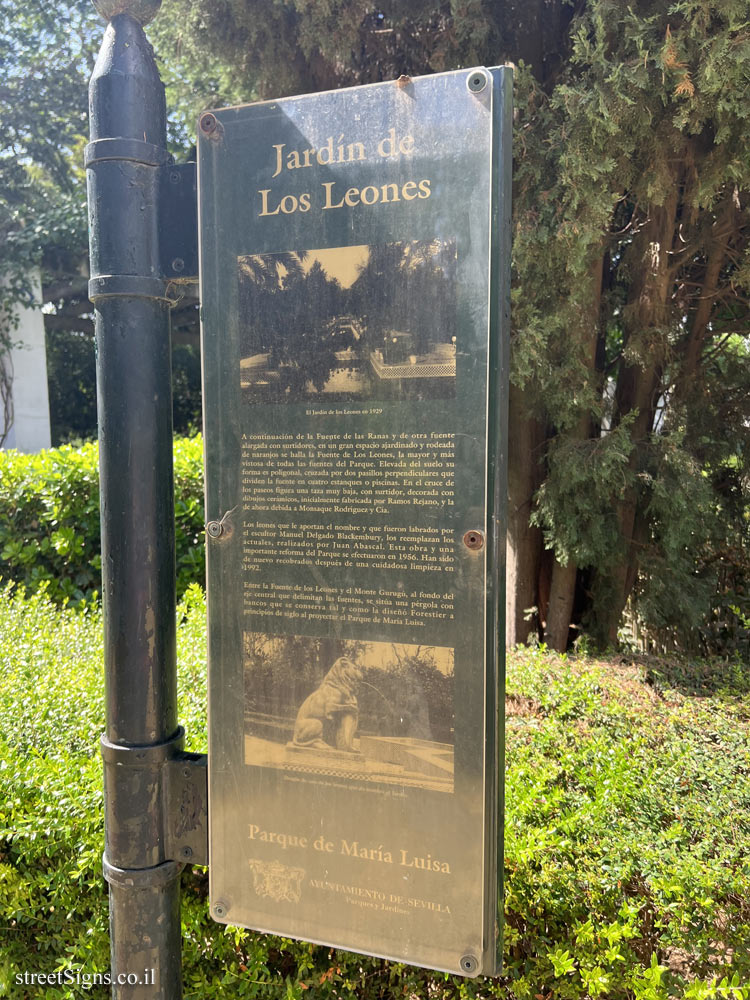 Jardín de
Los Leones
El Jardín de los Leones en 1929
A continuación de la Fuente de las Ranas y de otra fuente
alargada con surtidores, en un gran espacio ajardinado y rodeada
de naranjos se halla la Fuente de Los Leones, la mayor y más
vistosa de todas las fuentes del Parque. Elevada del suelo su
forma es poligonal, cruzada por dos pasillos perpendiculares que
dividen la fuente en cuatro estanques o piscinas. En el cruce de
los paseos figura una taza muy baja, con surtidor, decorada con
dibujos cerámicos, inicialmente fabricada por Ramos Rejano, y la
de ahora debida a Monsaque Rodriguez y Cia.
Los leones que le aportan el nombre y que fueron labrados por
el escultor Manuel Delgado Blackembury, los reemplazan los
actuales, realizados por Juan Abascal. Esta obra y una
importante reforma del Parque se efectuaron en 1956. Han sido
de nuevo recobrados después de una cuidadosa limpieza en
1992.
Entre la Fuente de los Leones y el Monte Gurugú, al fondo del
eje central que delimitan las fuentes, se sitúa una pérgola con
bancos que se conserva tal y como la diseñó Forestier a
principios de siglo al proyectar el Parque de María Luisa.
Parque de María Luisa
AYUNTAMIENTO DE SEVILLA
Parques y Jardines
streetSigns.co.il